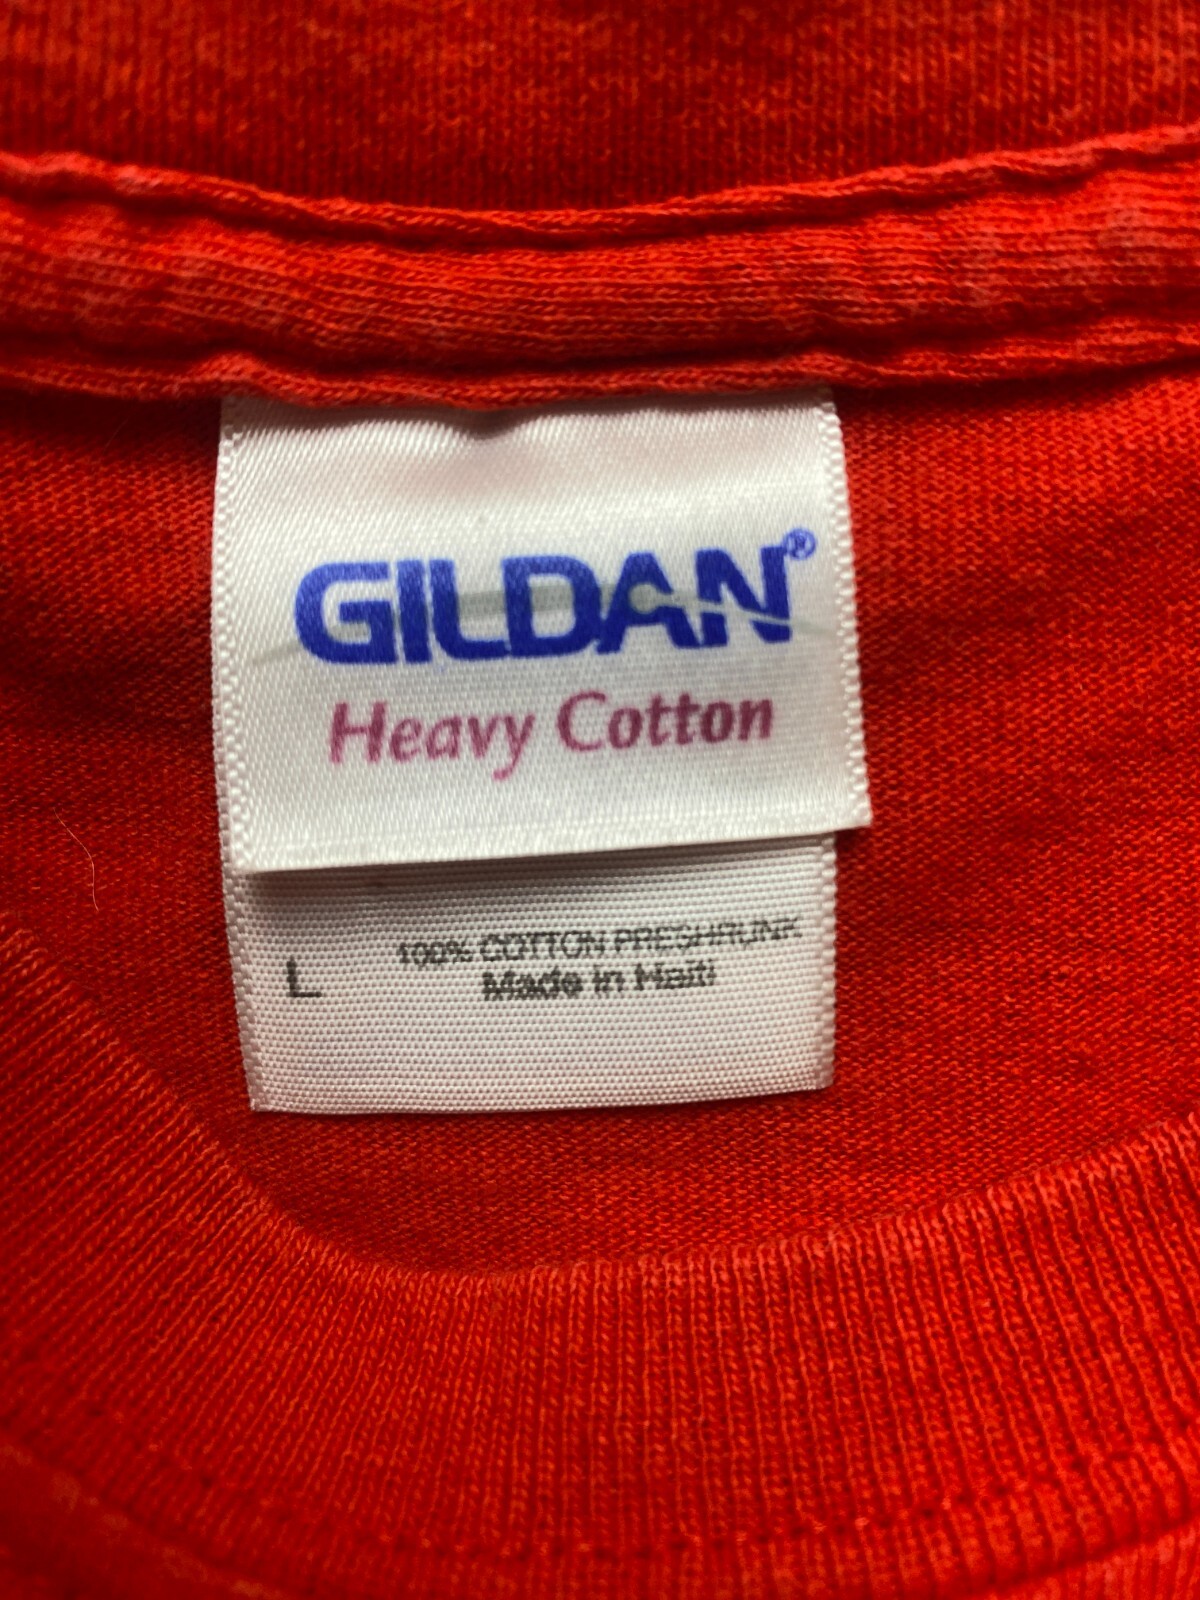 GILDAN®
Heavy Cotton
L
100% COTTON PRESHRUNK
Made in Haiti